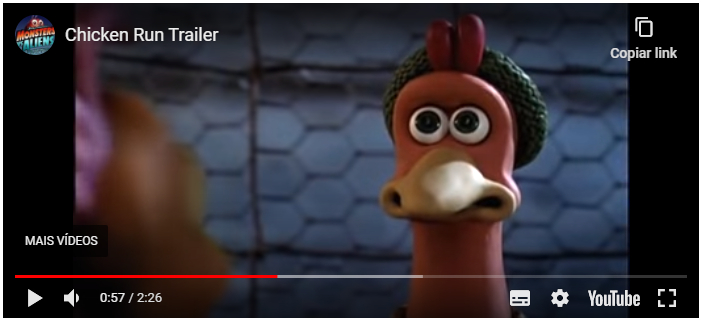 MONSTERS
ALIENS
Chicken Run Trailer
Copiar link
MAIS VÍDEOS
0:57 / 2:26
YouTube